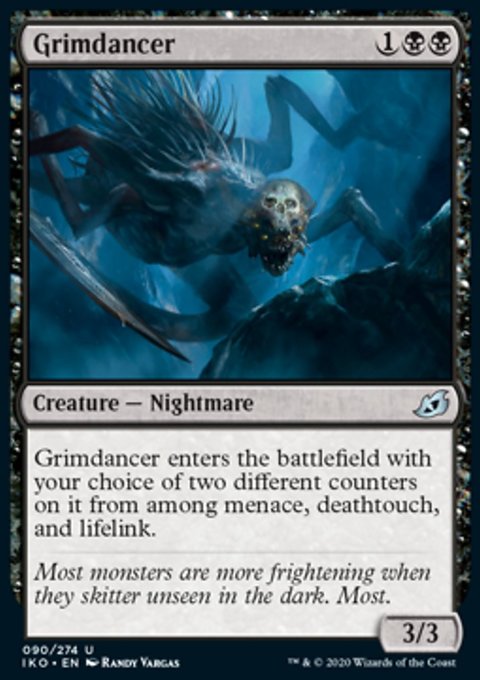 Grimdancer 1
Creature — Nightmare
Grimdancer enters the battlefield with
your choice of two different counters
on it from among menace, deathtouch,
and lifelink.
Most monsters are more frightening when
they skitter unseen in the dark. Most.
3/3
090/274 U
IKO • EN Randy Vargas
™ & © 2020 Wizards of the Coast